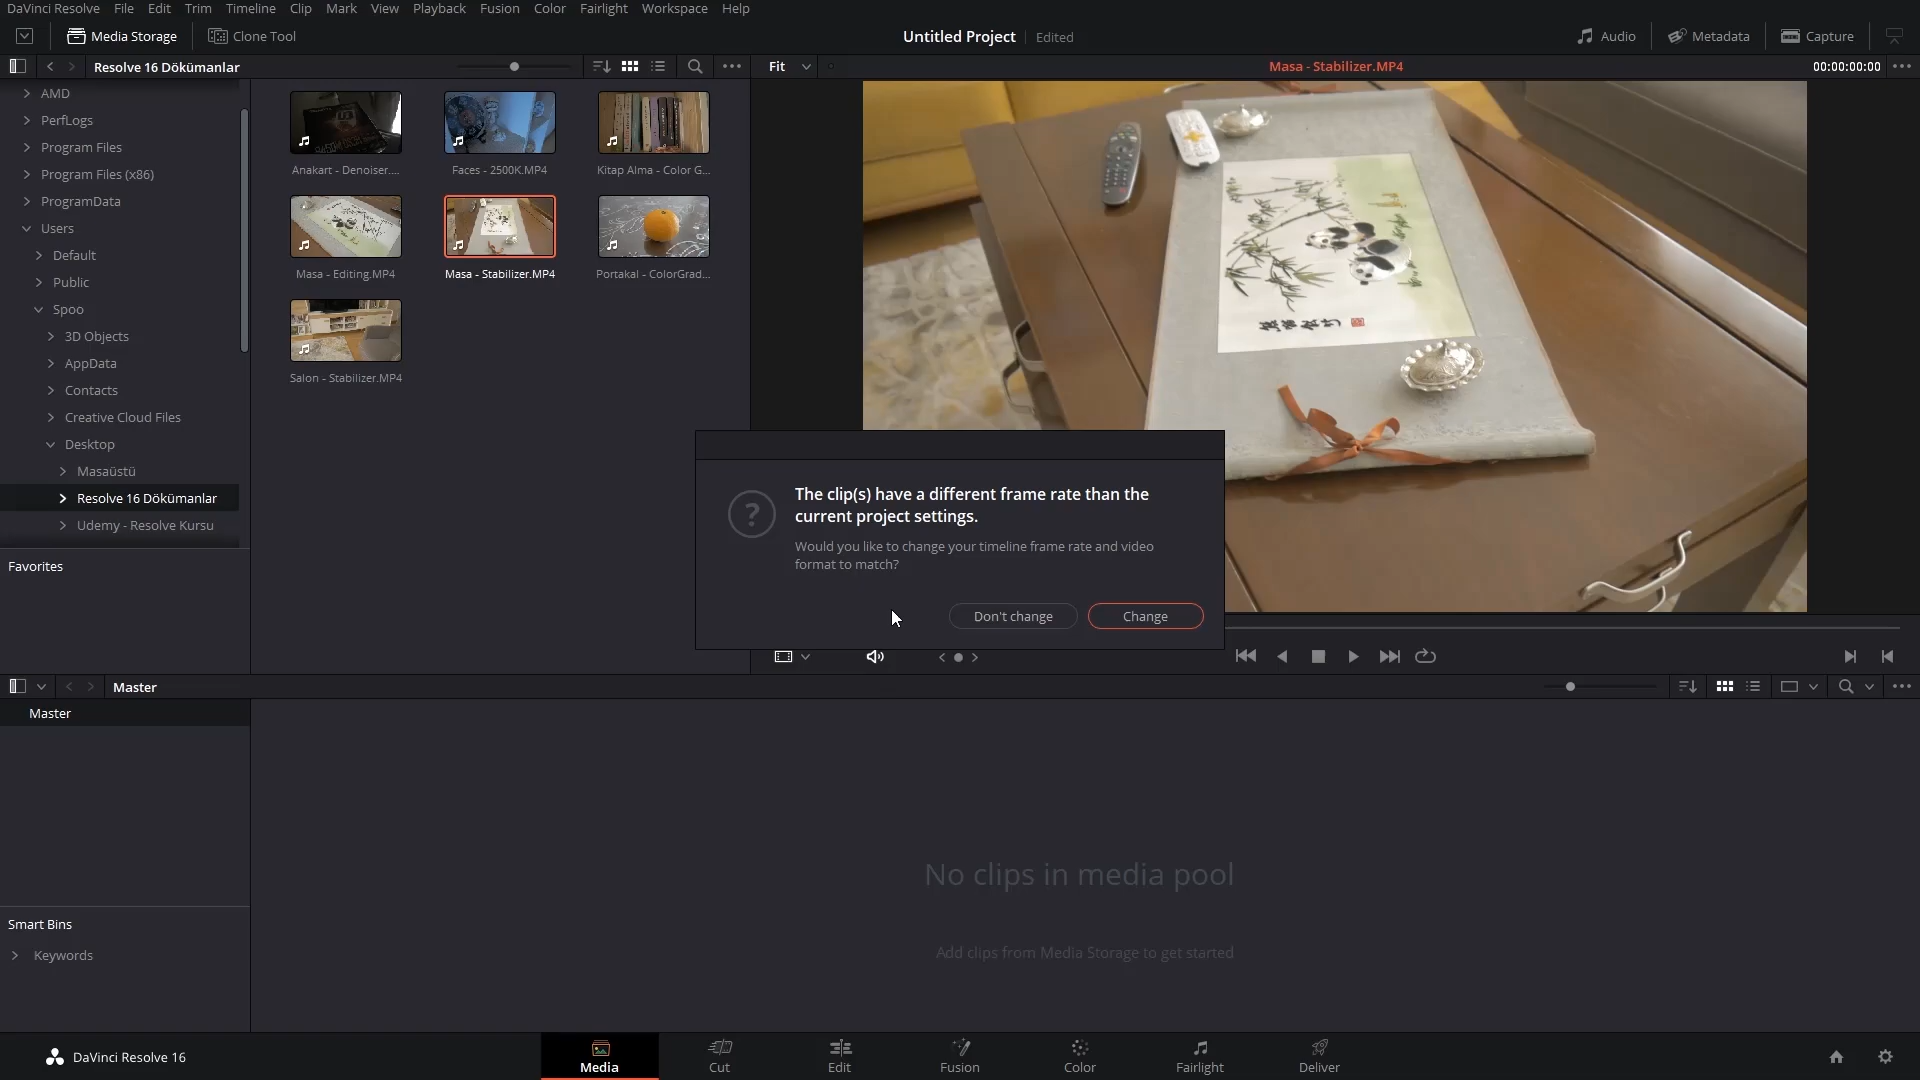 DaVinci Resolve File Edit Trim Timeline Clip Mark View Playback Fusion Color Fairlight Workspace Help
Media Storage Clone Tool Untitled Project Edited Audio Metadata Capture
Resolve 16 Dökümanlar Fit Masa - Stabilizer.MP4 00:00:00:00
AMD
PerfLogs
Program Files
Program Files (x86)
ProgramData
Users
Default
Public
Spoo
3D Objects
AppData
Contacts
Creative Cloud Files
Desktop
Masaüstü
Resolve 16 Dökümanlar
Udemy - Resolve Kursu
Favorites
Anakart - Denoiser....
Faces - 2500K.MP4
Kitap Alma - Color G...
Masa - Editing.MP4
Masa - Stabilizer.MP4
Portakal - ColorGrad...
Salon - Stabilizer.MP4
The clip(s) have a different frame rate than the
current project settings.
Would you like to change your timeline frame rate and video
format to match?
Don't change Change
Master
Master
No clips in media pool
Add clips from Media Storage to get started
Smart Bins
Keywords
DaVinci Resolve 16
Media Cut Edit Fusion Color Fairlight Deliver